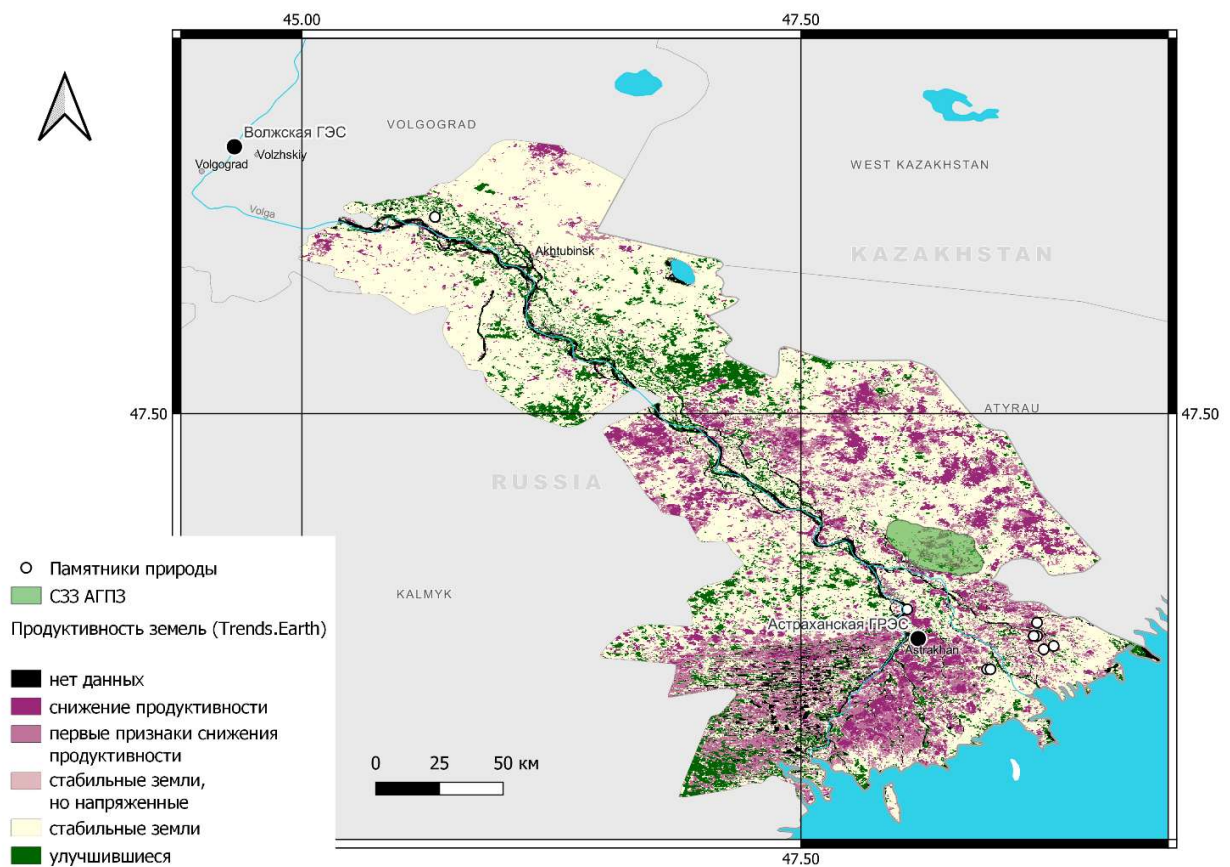 45.00
47.50
VOLGOGRAD
Волжская ГЭС
Volzhskiy
Volgograd
WEST KAZAKHSTAN
Volga
Akhtubinsk
KAZAKHSTAN
47.50
47.50
ATYRAU
RUSSIA
KALMYK
Астраханская ГРЭС
Astrakhan
Памятники природы
СЗЗ АГПЗ
Продуктивность земель (Trends.Earth)
нет данных
снижение продуктивности
первые признаки снижения
продуктивности
стабильные земли,
но напряженные
стабильные земли
улучшившиеся
0 25 50 км
47.50